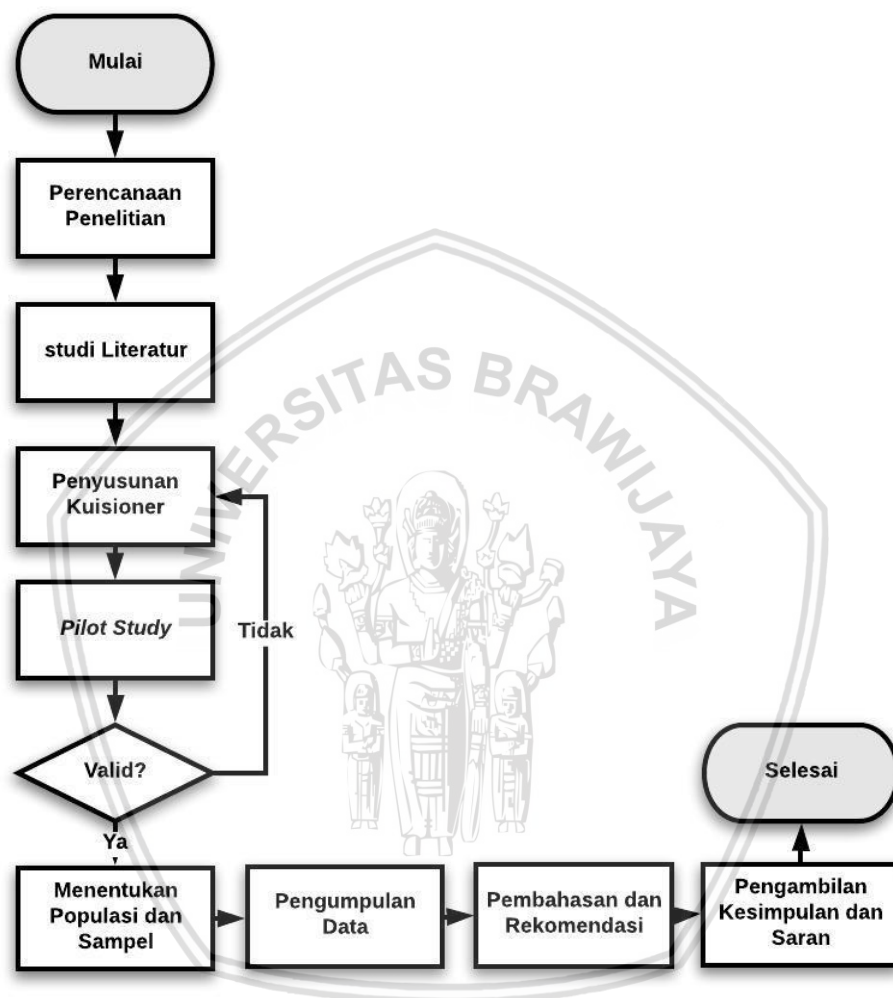 Mulai
Perencanaan
Penelitian
studi Literatur
UNIVERSITAS BRAWIJAYA
Penyusunan
Kuisioner
Pilot Study
Tidak
Valid?
Selesai
Ya
Menentukan
Populasi dan
Sampel
Pengumpulan
Data
Pembahasan dan
Rekomendasi
Pengambilan
Kesimpulan dan
Saran